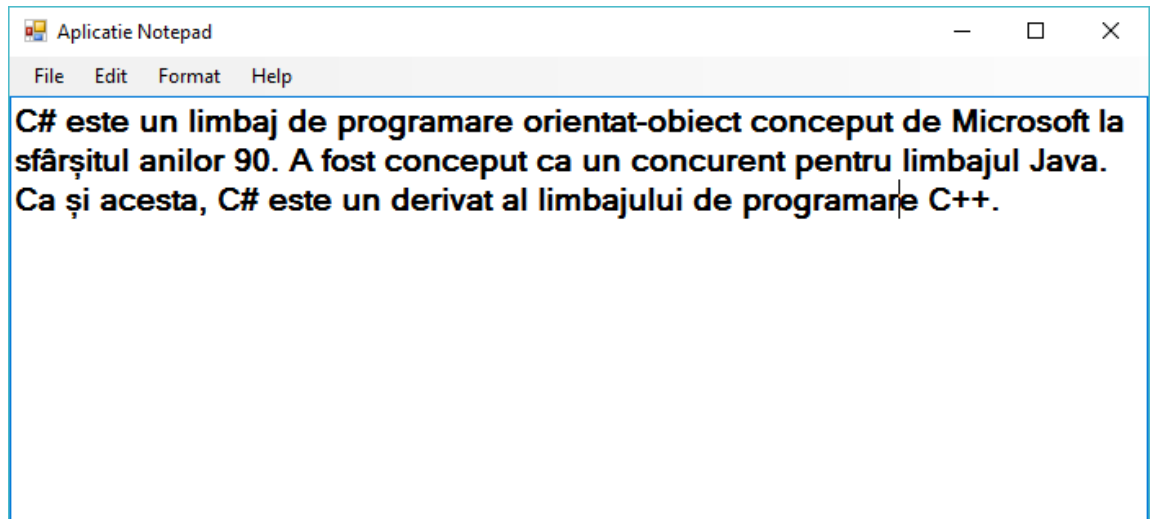 Aplicatie Notepad
File Edit Format Help
C# este un limbaj de programare orientat-obiect conceput de Microsoft la
sfârșitul anilor 90. A fost conceput ca un concurent pentru limbajul Java.
Ca și acesta, C# este un derivat al limbajului de programare C++.